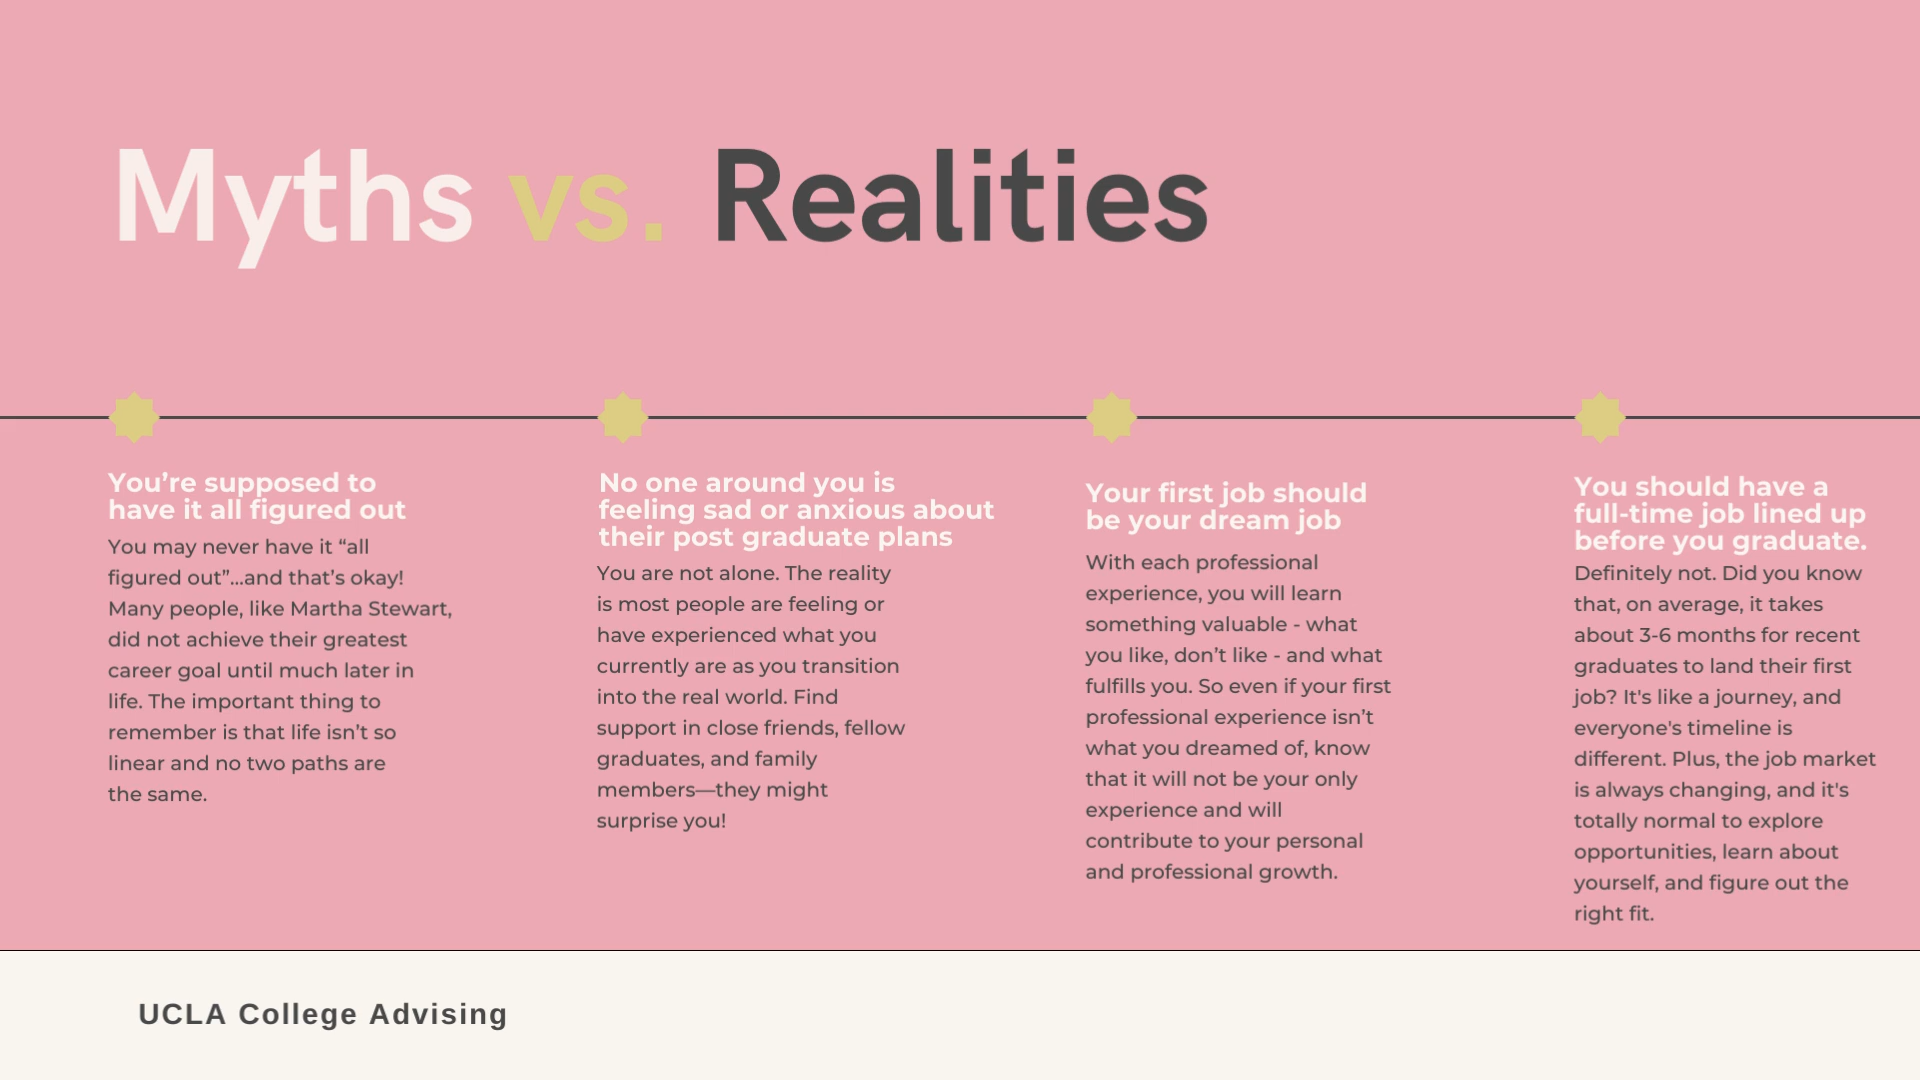 Myths vs. Realities
You’re supposed to
have it all figured out
You may never have it “all
figured out”...and that’s okay!
Many people, like Martha Stewart,
did not achieve their greatest
career goal until much later in
life. The important thing to
remember is that life isn’t so
linear and no two paths are
the same.
No one around you is
feeling sad or anxious about
their post graduate plans
You are not alone. The reality
is most people are feeling or
have experienced what you
currently are as you transition
into the real world. Find
support in close friends, fellow
graduates, and family
members—they might
surprise you!
Your first job should
be your dream job
With each professional
experience, you will learn
something valuable - what
you like, don’t like - and what
fulfills you. So even if your first
professional experience isn’t
what you dreamed of, know
that it will not be your only
experience and will
contribute to your personal
and professional growth.
You should have a
full-time job lined up
before you graduate.
Definitely not. Did you know
that, on average, it takes
about 3-6 months for recent
graduates to land their first
job? It's like a journey, and
everyone's timeline is
different. Plus, the job market
is always changing, and it's
totally normal to explore
opportunities, learn about
yourself, and figure out the
right fit.
UCLA College Advising